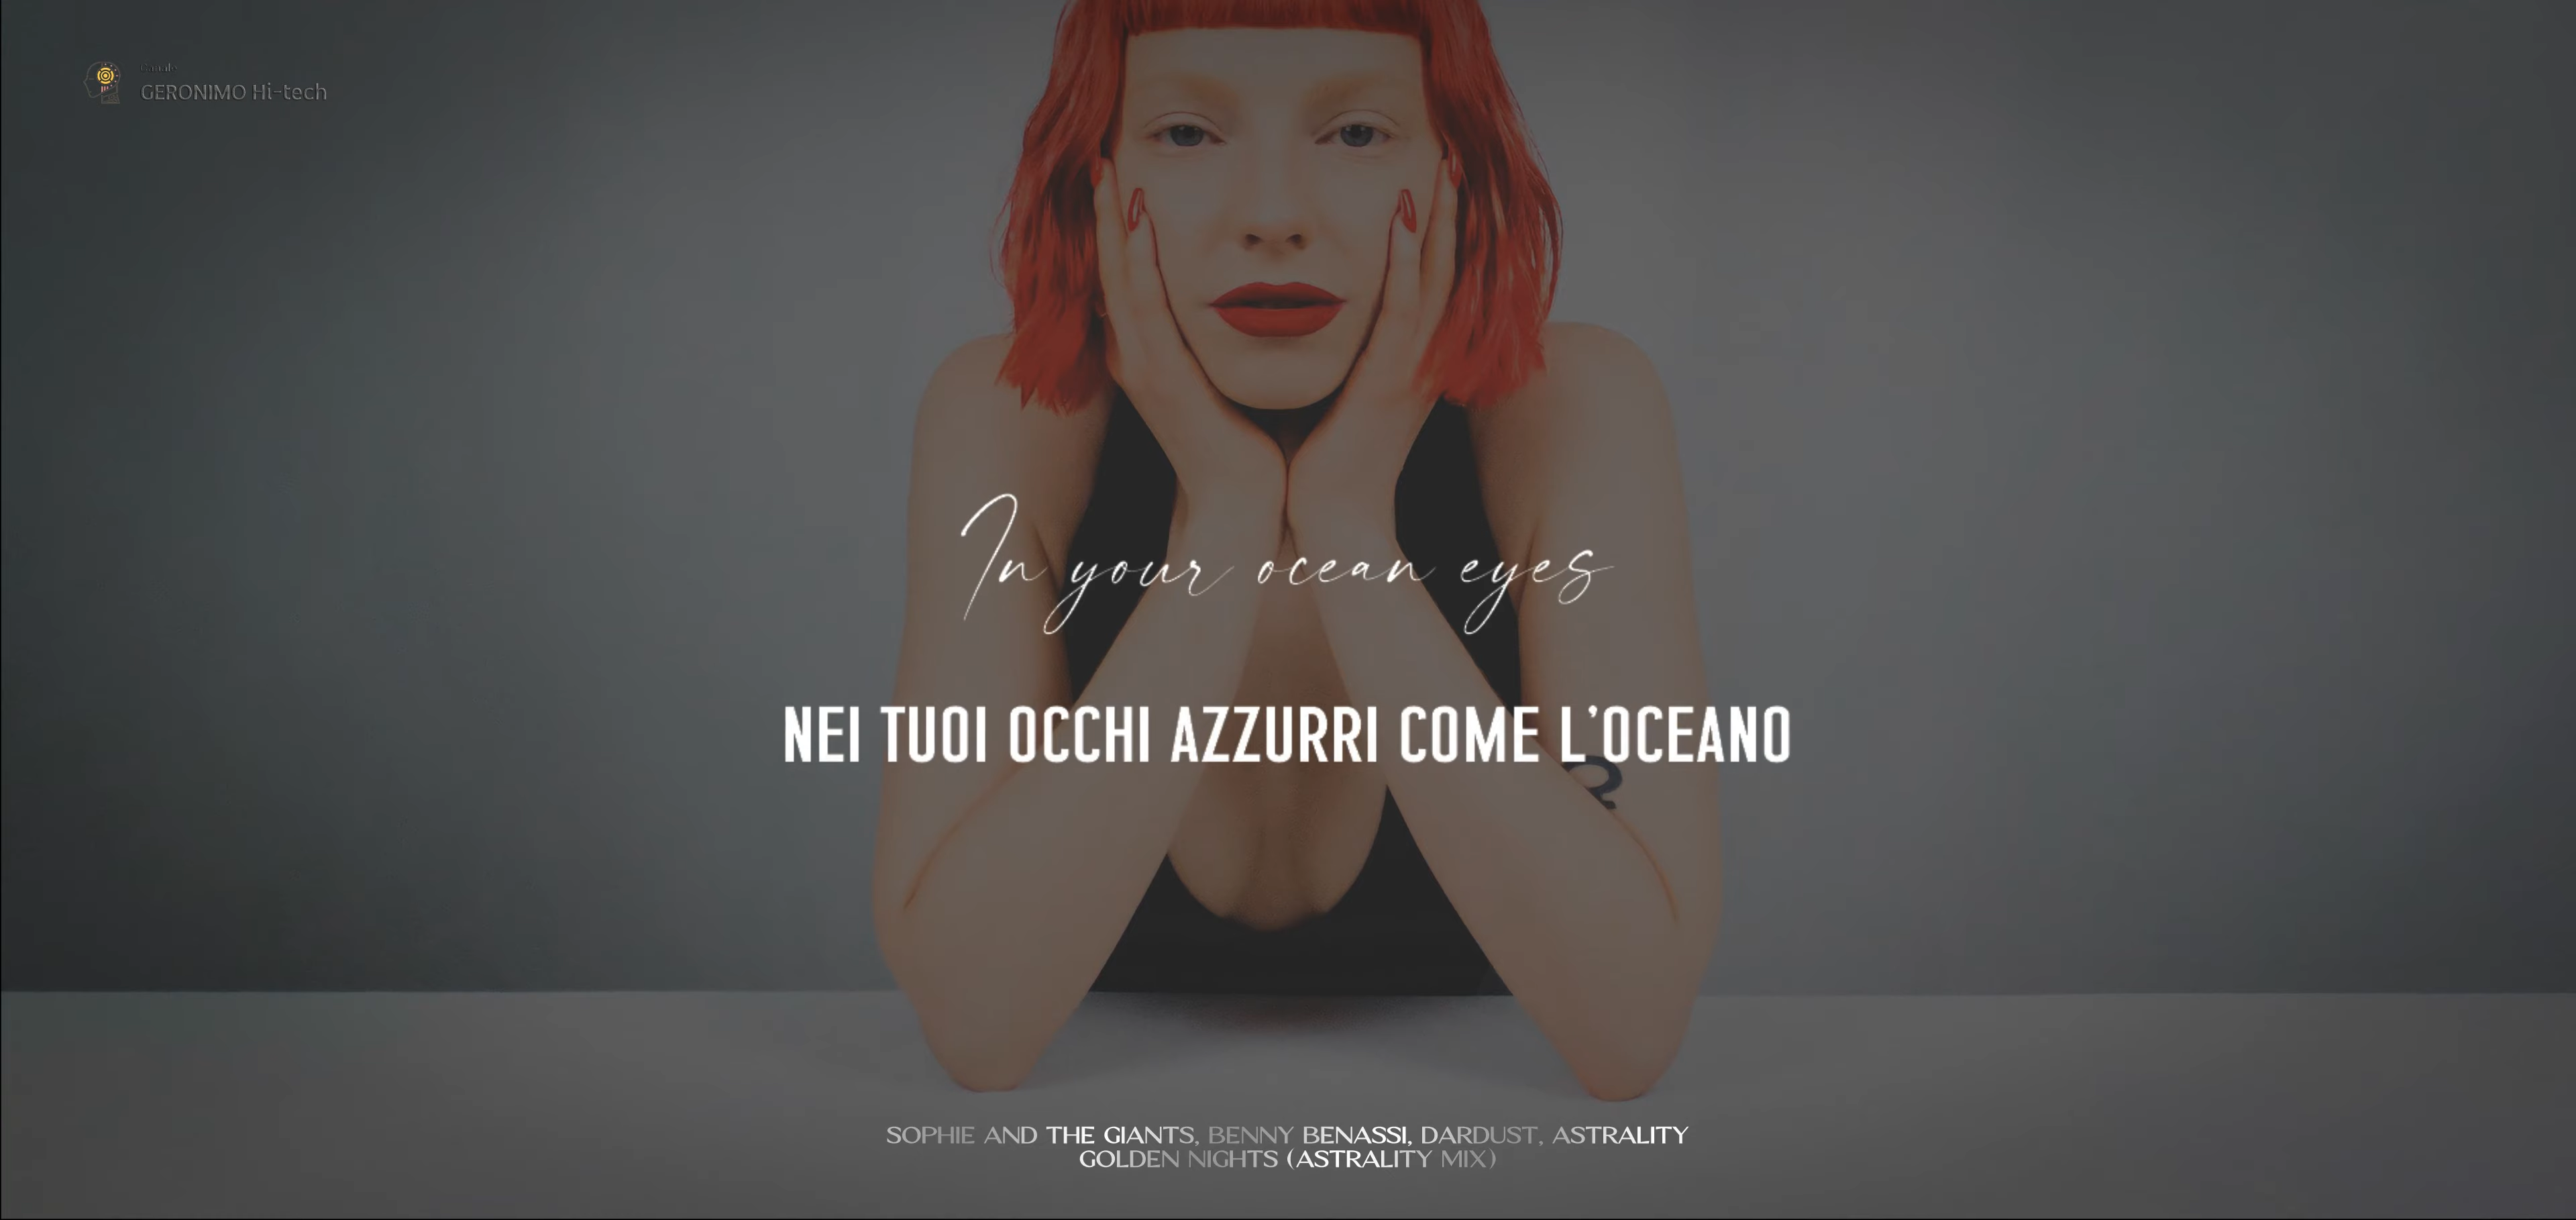 Canale
GERONIMO Hi-tech
In your ocean eyes
NEI TUOI OCCHI AZZURRI COME L'OCEANO
SOPHIE AND THE GIANTS, BENNY BENASSI, DARDUST, ASTRALITY
GOLDEN NIGHTS (ASTRALITY MIX)